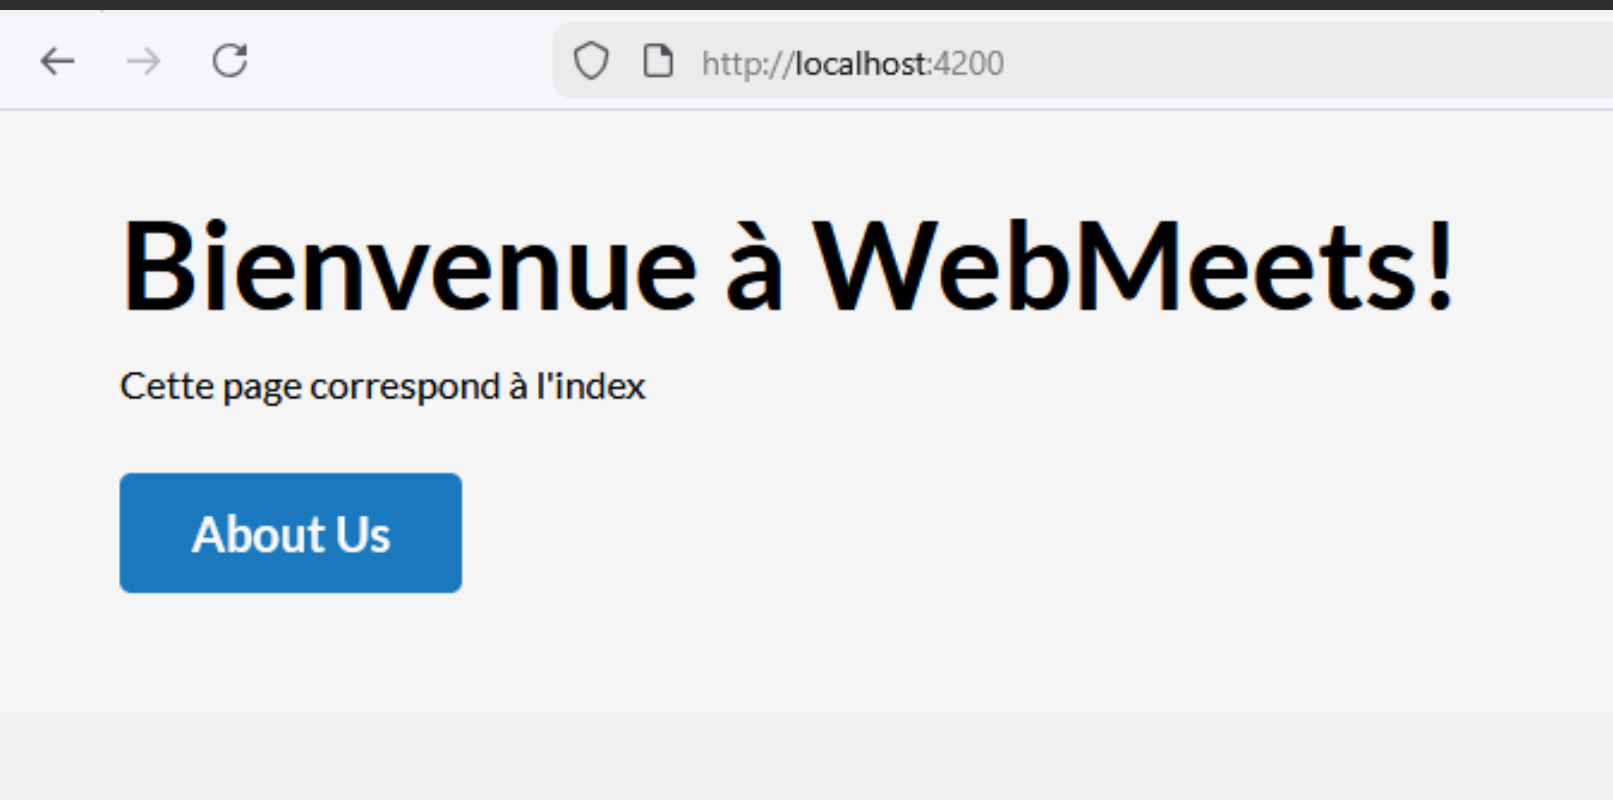 http://localhost:4200
Bienvenue à WebMeets!
Cette page correspond à l'index
About Us